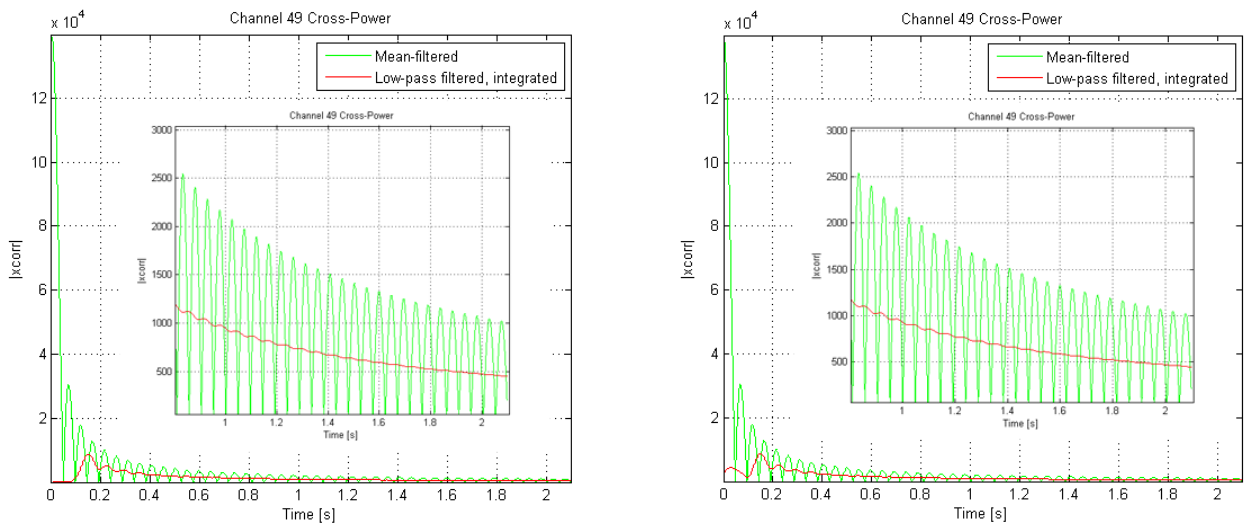 Channel 49 Cross-Power
x 10^4
Mean-filtered
Low-pass filtered, integrated
12
10
8
6
4
2
|xcorr|
0 0.2 0.4 0.6 0.8 1 1.2 1.4 1.6 1.8 2
Time [s]
Channel 49 Cross-Power
3000
2500
2000
1500
1000
500
|xcorr|
1 1.2 1.4 1.6 1.8 2
Time [s]
Channel 49 Cross-Power
x 10^4
Mean-filtered
Low-pass filtered, integrated
12
10
8
6
4
2
|xcorr|
0 0.2 0.4 0.6 0.8 1 1.2 1.4 1.6 1.8 2
Time [s]
Channel 49 Cross-Power
3000
2500
2000
1500
1000
500
|xcorr|
1 1.2 1.4 1.6 1.8 2
Time [s]